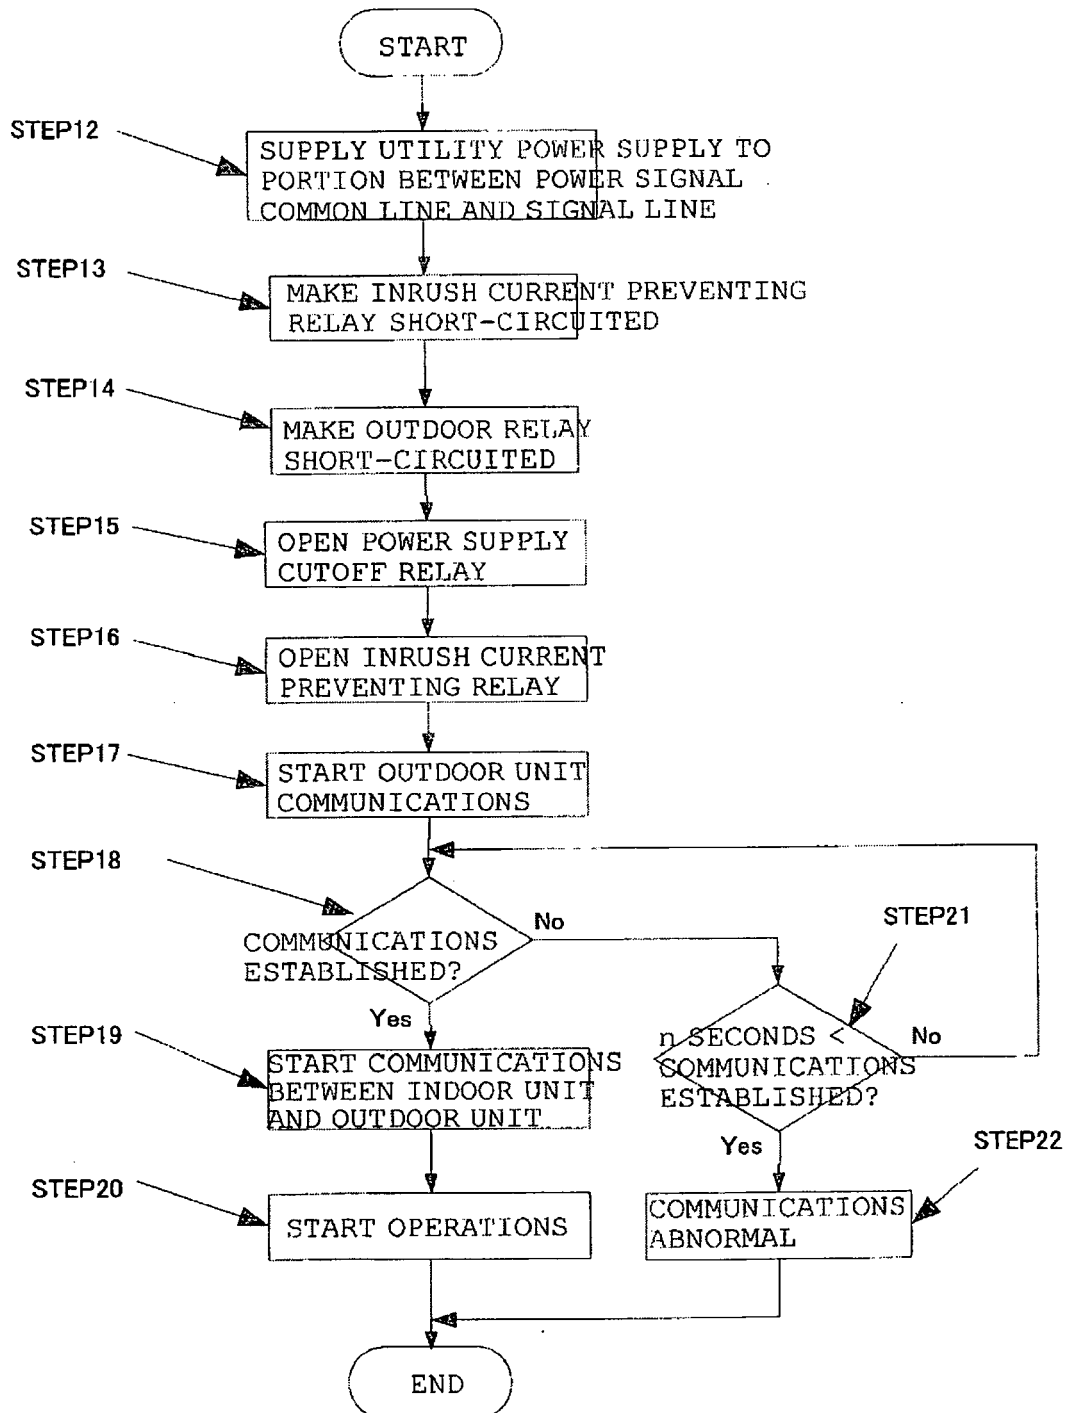 START
STEP12
SUPPLY UTILITY POWER SUPPLY TO
PORTION BETWEEN POWER SIGNAL
COMMON LINE AND SIGNAL LINE
STEP13
MAKE INRUSH CURRENT PREVENTING
RELAY SHORT-CIRCUITED
STEP14
MAKE OUTDOOR RELAY
SHORT-CIRCUITED
STEP15
OPEN POWER SUPPLY
CUTOFF RELAY
STEP16
OPEN INRUSH CURRENT
PREVENTING RELAY
STEP17
START OUTDOOR UNIT
COMMUNICATIONS
STEP18
COMMUNICATIONS
ESTABLISHED?
No
Yes
STEP21
n SECONDS <
COMMUNICATIONS
ESTABLISHED?
No
Yes
STEP19
START COMMUNICATIONS
BETWEEN INDOOR UNIT
AND OUTDOOR UNIT
STEP22
COMMUNICATIONS
ABNORMAL
STEP20
START OPERATIONS
END